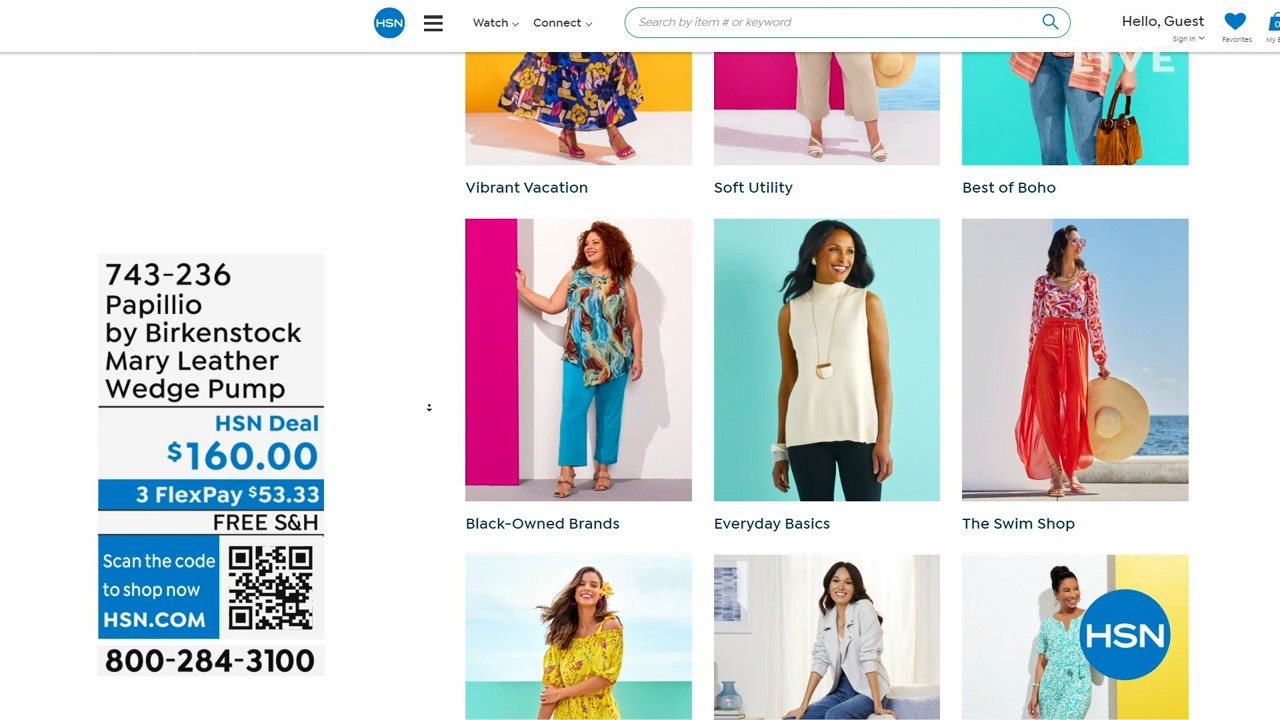 HSN
Watch
Connect
Search by item # or keyword
Hello, Guest
Sign In
Favorites
0
LIVE
Vibrant Vacation
Soft Utility
Best of Boho
743-236
Papillio
by Birkenstock
Mary Leather
Wedge Pump
HSN Deal
$160.00
3 FlexPay $53.33
FREE S&H
Scan the code
to shop now
HSN.COM
800-284-3100
Black-Owned Brands
Everyday Basics
The Swim Shop
HSN